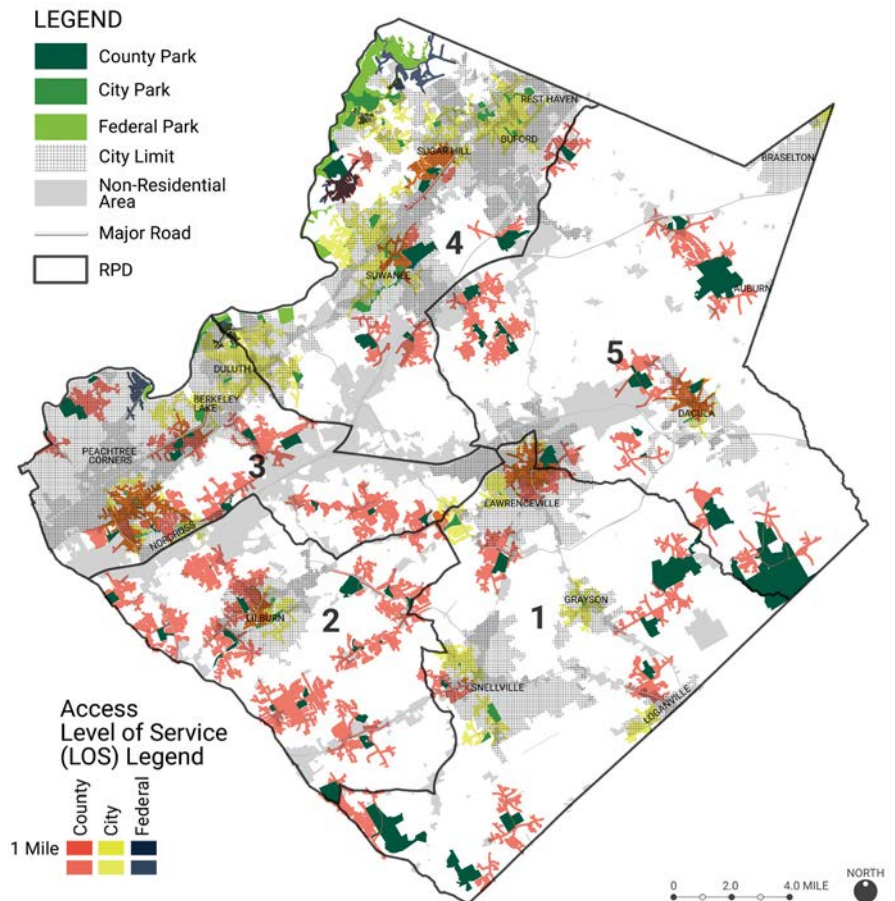 LEGEND
County Park
City Park
Federal Park
City Limit
Non-Residential
Area
Major Road
RPD
REST HAVEN
BUFORD
SUGAR HILL
BRASELTON
4
SUWANEE
AUBURN
5
DULUTH
BERKELEY
LAKE
DACULA
PEACHTREE
CORNERS
3
LAWRENCEVILLE
NORCROSS
GRAYSON
LILBURN
2
1
SNELLVILLE
LOGANVILLE
Access
Level of Service
(LOS) Legend
County
City
Federal
1 Mile
0 2.0 4.0 MILE
NORTH